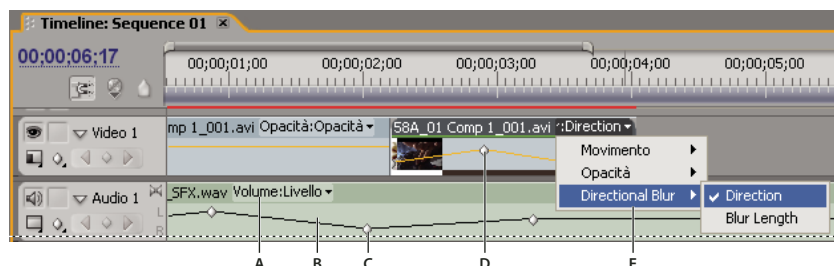 Timeline: Sequence 01
00;00;06;17
00;00;01;00 00;00;02;00 00;00;03;00 00;00;04;00 00;00;05;00
Video 1
mp 1_001.avi Opacità:Opacità
58A_01 Comp 1_001.avi :Direction
Movimento
Opacità
Directional Blur
Direction
Blur Length
Audio 1
_SFX.wav Volume:Livello
L
R
A B C D E